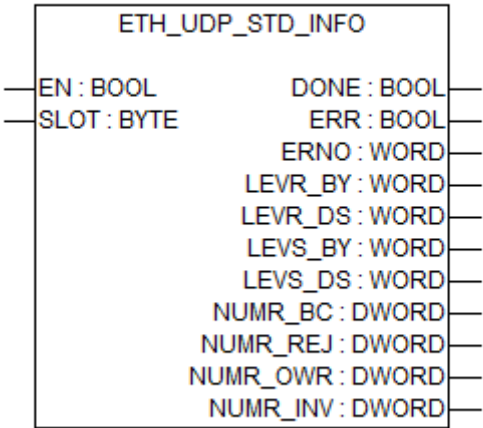 ETH_UDP_STD_INFO
EN : BOOL DONE : BOOL
SLOT : BYTE ERR : BOOL
ERNO : WORD
LEVR_BY : WORD
LEVR_DS : WORD
LEVS_BY : WORD
LEVS_DS : WORD
NUMR_BC : DWORD
NUMR_REJ : DWORD
NUMR_OWR : DWORD
NUMR_INV : DWORD